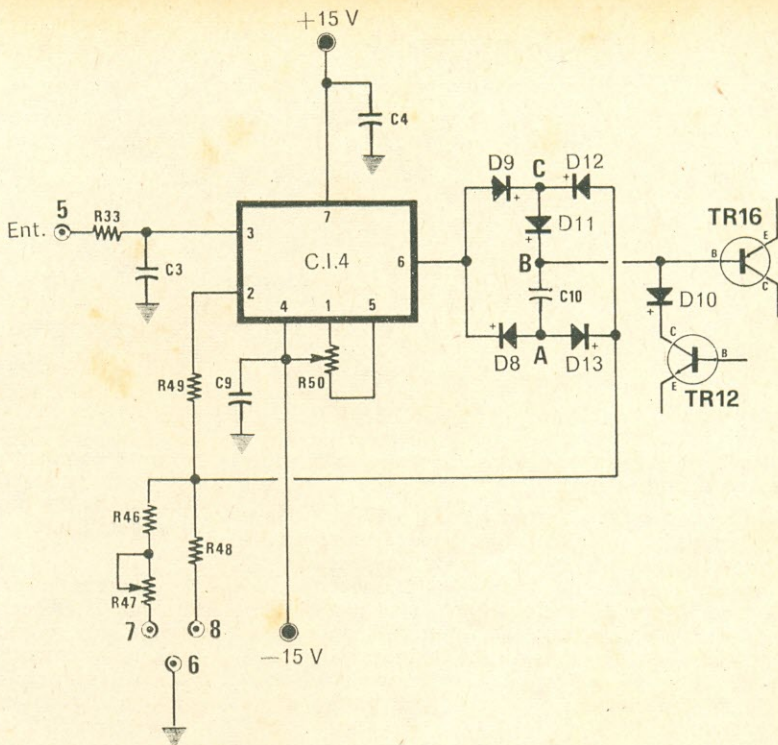 +15 V
C4
D9
C
D12
5
R33
TR16
Ent.
7
D11
3
E
C3
C.I.4
6
B
B
C
2
C10
4
1
5
D10
A
C
R49
C9
R50
D8
D13
B
E
TR12
R46
R48
R47
7
8
6
−15 V
+
+
+
+
+
+